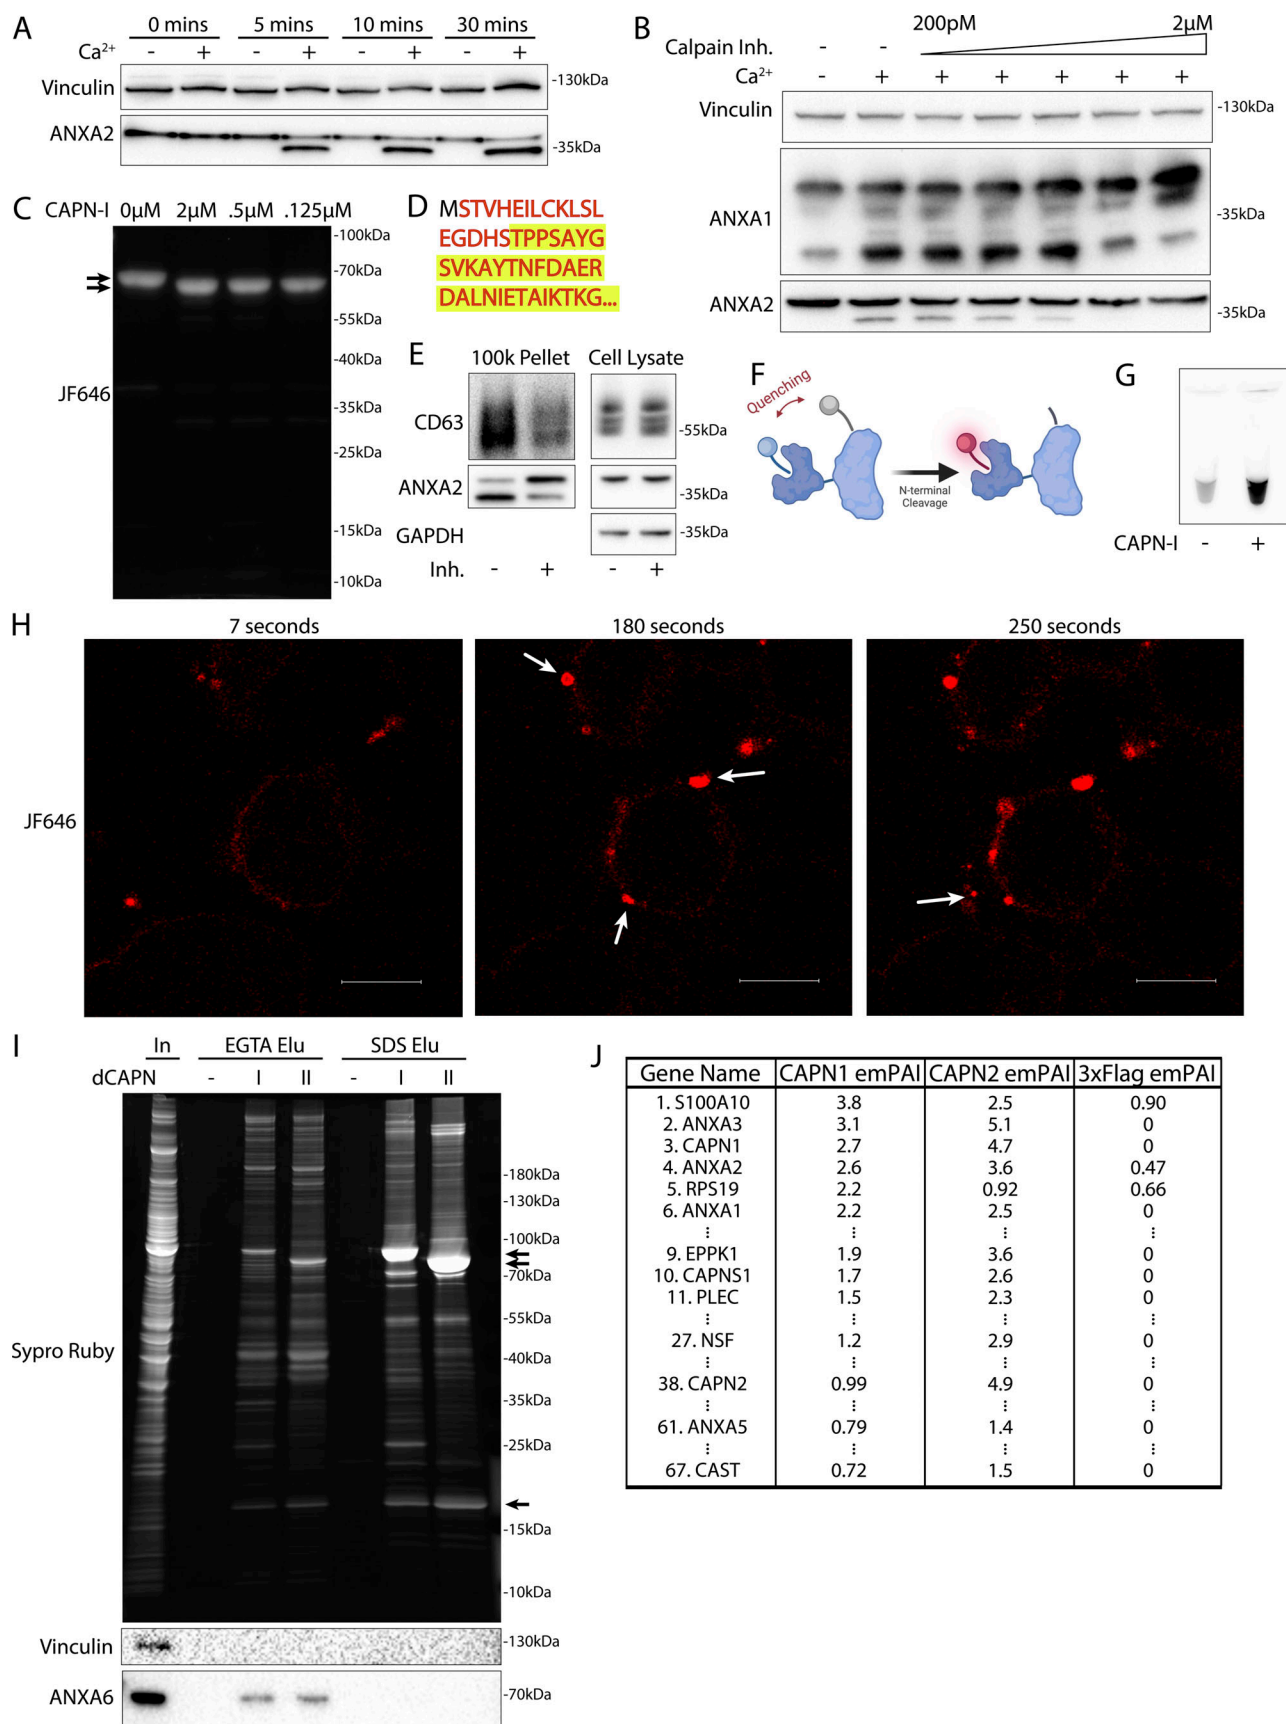 A
0 mins 5 mins 10 mins 30 mins
Ca²⁺ - + - + - + - +
Vinculin -130kDa
ANXA2 -35kDa
B
200pM 2µM
Calpain Inh. - -
Ca²⁺ - + + + + + +
Vinculin -130kDa
ANXA1 -35kDa
ANXA2 -35kDa
C
CAPN-I 0µM 2µM .5µM .125µM
-100kDa
-70kDa
-55kDa
-40kDa
JF646
-35kDa
-25kDa
-15kDa
-10kDa
D
MSTVHEILCKLSL
EGDHSTPPSAYG
SVKAYTNFDAER
DALNIETAIKTKG...
E
100k Pellet Cell Lysate
CD63 -55kDa
ANXA2 -35kDa
GAPDH -35kDa
Inh. - + - +
F
Quenching
N-terminal
Cleavage
G
CAPN-I - +
H
7 seconds 180 seconds 250 seconds
JF646
I
In EGTA Elu SDS Elu
dCAPN - I II - I II
-180kDa
-130kDa
-100kDa
-70kDa
-55kDa
Sypro Ruby
-40kDa
-35kDa
-25kDa
-15kDa
-10kDa
Vinculin -130kDa
ANXA6 -70kDa
J
Gene Name CAPN1 emPAI CAPN2 emPAI 3xFlag emPAI
1. S100A10 3.8 2.5 0.90
2. ANXA3 3.1 5.1 0
3. CAPN1 2.7 4.7 0
4. ANXA2 2.6 3.6 0.47
5. RPS19 2.2 0.92 0.66
6. ANXA1 2.2 2.5 0
⋮ ⋮ ⋮ ⋮
9. EPPK1 1.9 3.6 0
10. CAPNS1 1.7 2.6 0
11. PLEC 1.5 2.3 0
⋮ ⋮ ⋮ ⋮
27. NSF 1.2 2.9 0
⋮ ⋮ ⋮ ⋮
38. CAPN2 0.99 4.9 0
⋮ ⋮ ⋮ ⋮
61. ANXA5 0.79 1.4 0
⋮ ⋮ ⋮ ⋮
67. CAST 0.72 1.5 0